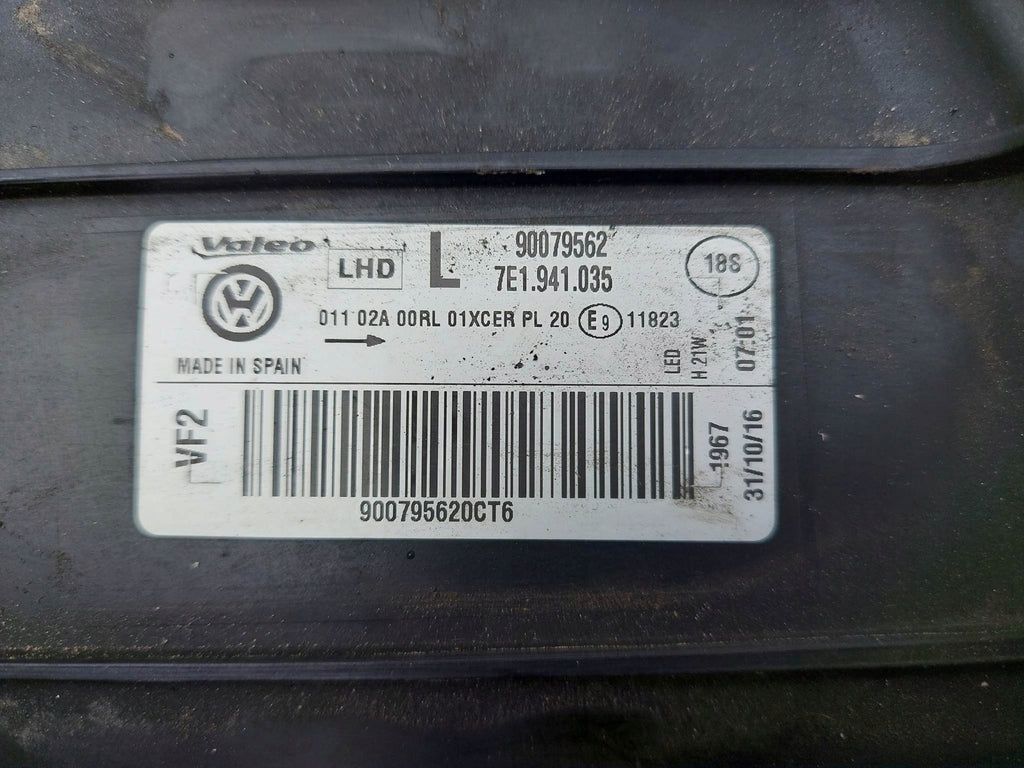 Valeo
LHD
L
90079562
7E1.941.035
18S
011 02A 00RL 01XCER PL 20 E9 11823
MADE IN SPAIN
LED
H 21W
07:01
VF2
1967
31/10/16
900795620CT6